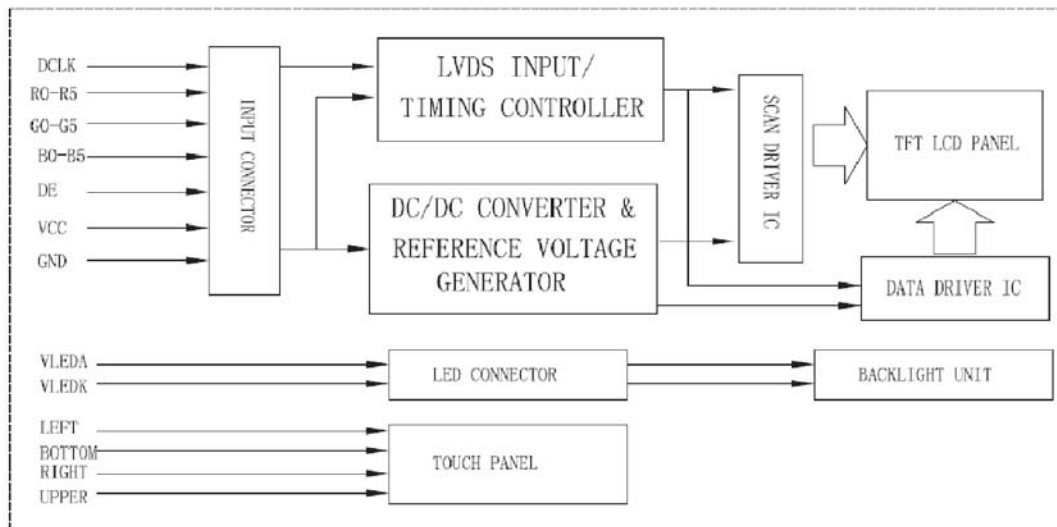 DCLK
RO-R5
GO-G5
BO-B5
DE
VCC
GND
INPUT CONNECTOR
LVDS INPUT/
TIMING CONTROLLER
DC/DC CONVERTER &
REFERENCE VOLTAGE
GENERATOR
SCAN DRIVER IC
TFT LCD PANEL
DATA DRIVER IC
VLEDA
VLEDK
LED CONNECTOR
BACKLIGHT UNIT
LEFT
BOTTOM
RIGHT
UPPER
TOUCH PANEL